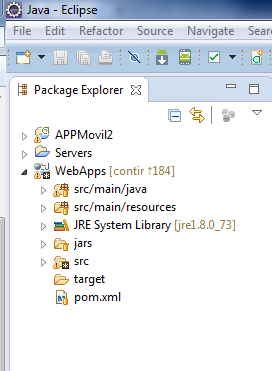 Java - Eclipse
File Edit Refactor Source Navigate Sear
Package Explorer
APPMovil2
Servers
WebApps [contir ↑184]
src/main/java
src/main/resources
JRE System Library [jre1.8.0_73]
jars
src
target
pom.xml